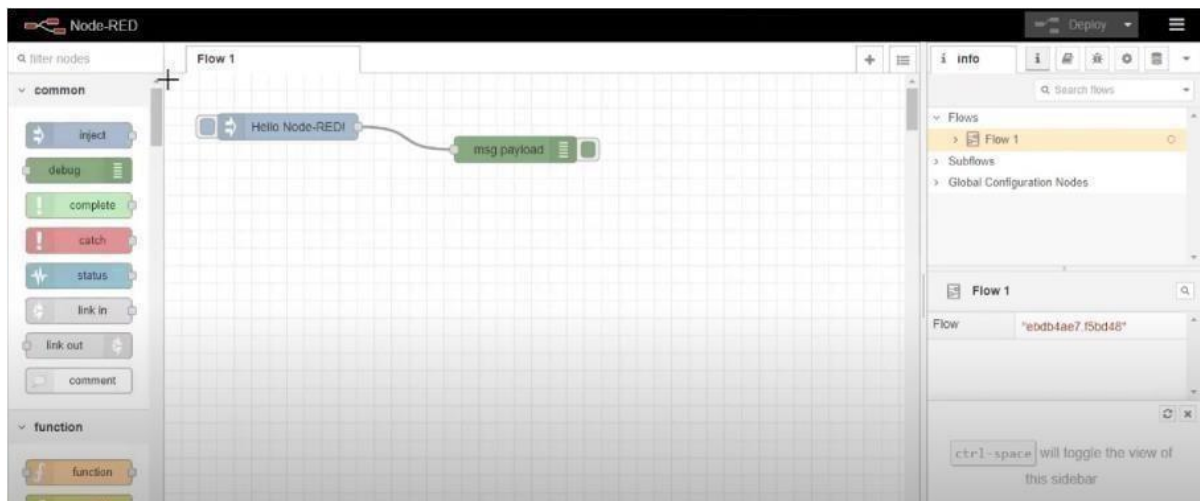 Node-RED
Deploy
filter nodes
Flow 1
i info
i
Search flows
common
Flows
Flow 1
Subflows
Global Configuration Nodes
inject
Hello Node-RED!
msg payload
debug
complete
catch
status
link in
link out
comment
Flow 1
Flow "ebdb4ae7.f5bd48"
function
function
ctrl-space will toggle the view of
this sidebar